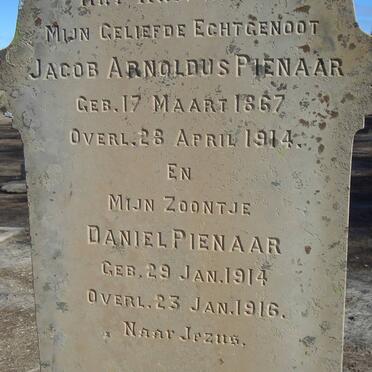 Mijn Geliefde Echtgenoot
Jacob Arnoldus Pienaar
Geb. 17 Maart 1867
Overl. 28 April 1914.
En
Mijn Zoontje
Daniel Pienaar
Geb. 29 Jan. 1914
Overl. 23 Jan. 1916.
Naar Jezus.